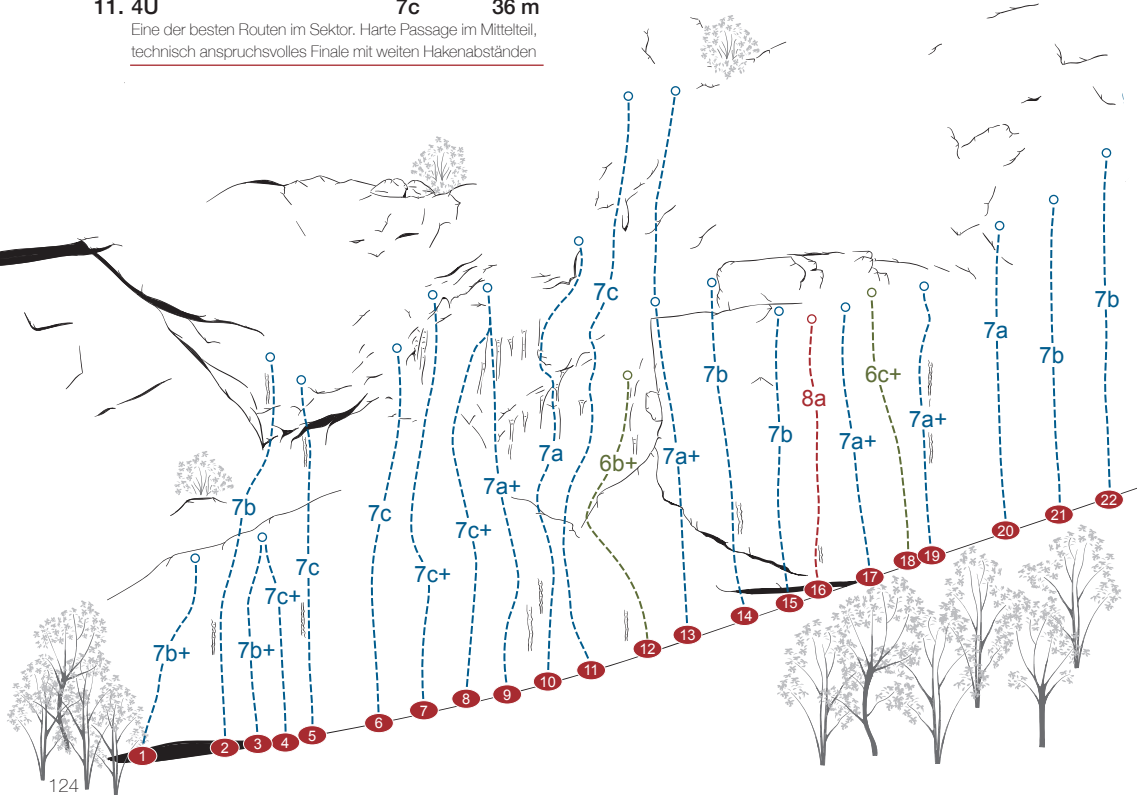 11. 4U 7c 36 m
Eine der besten Routen im Sektor. Harte Passage im Mittelteil,
technisch anspruchsvolles Finale mit weiten Hakenabständen
7c
7a
7b
7b
7b
6c+
8a
7a+
7b
7a+
7a
6b+
7a+
7a+
7b
7c
7c+
7c
7c+
7c+
7b+
7b+
22
21
20
19
18
17
16
15
14
13
12
11
10
9
8
7
6
5
4
3
2
1
124